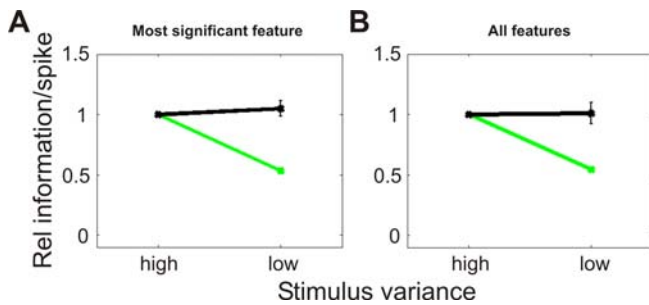 A
Most significant feature
B
All features
Rel information/spike
1.5
1
0.5
0
high
low
1.5
1
0.5
0
high
low
Stimulus variance